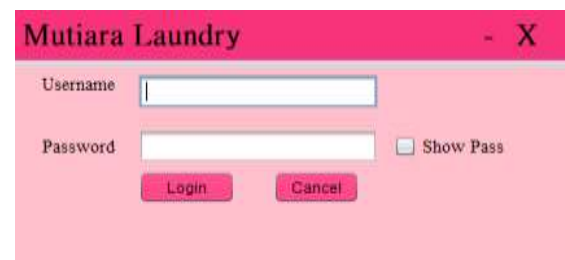 Mutiara Laundry - X
Username
Password Show Pass
Login Cancel